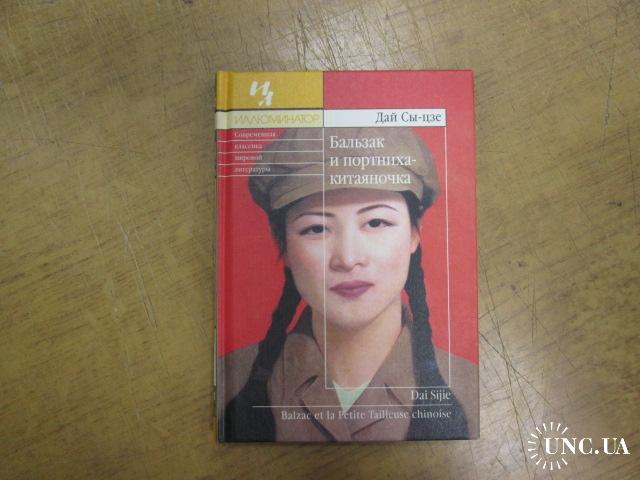 И
Л
ИЛЛЮМИНАТОР
Современная
классика
мировой
литературы
Дай Сы-цзе
Бальзак
и портниха-
китаяночка
Dai Sijie
Balzac et la Petite Tailleuse chinoise
UNC.UA